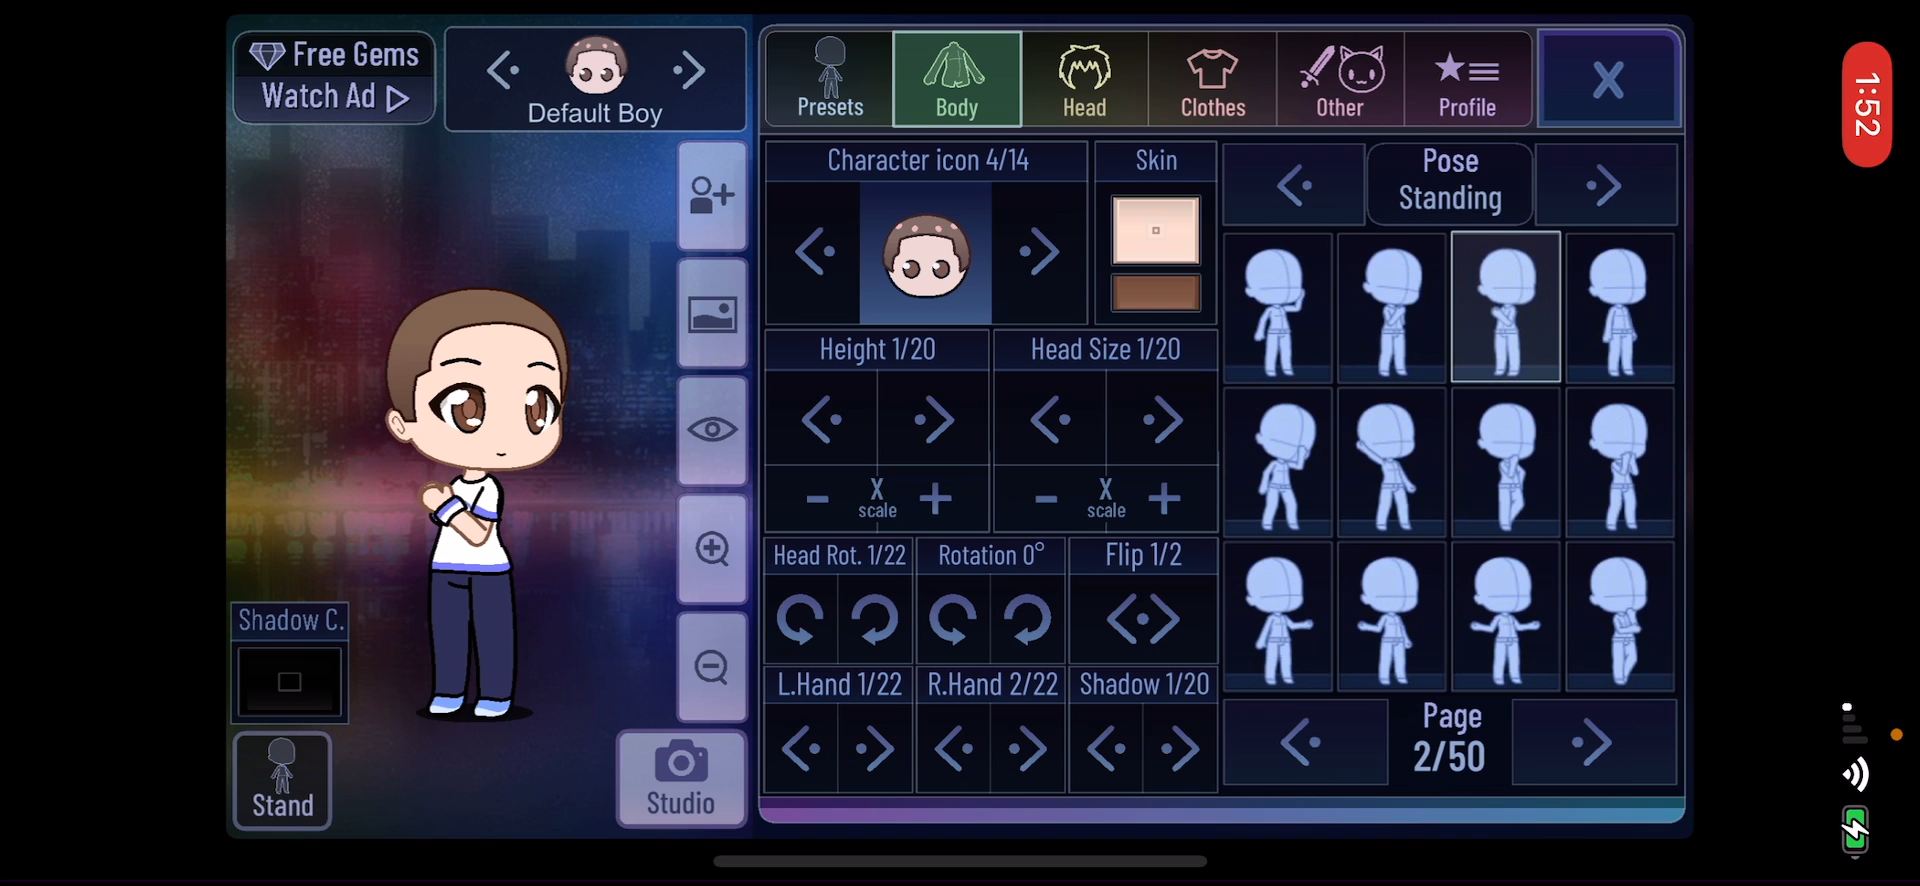 Free Gems
Watch Ad
Default Boy
Presets
Body
Head
Clothes
Other
Profile
X
1:52
Character icon 4/14
Skin
Pose
Standing
Height 1/20
Head Size 1/20
X
scale
X
scale
Head Rot. 1/22
Rotation 0°
Flip 1/2
Shadow C.
L.Hand 1/22
R.Hand 2/22
Shadow 1/20
Page
2/50
Stand
Studio